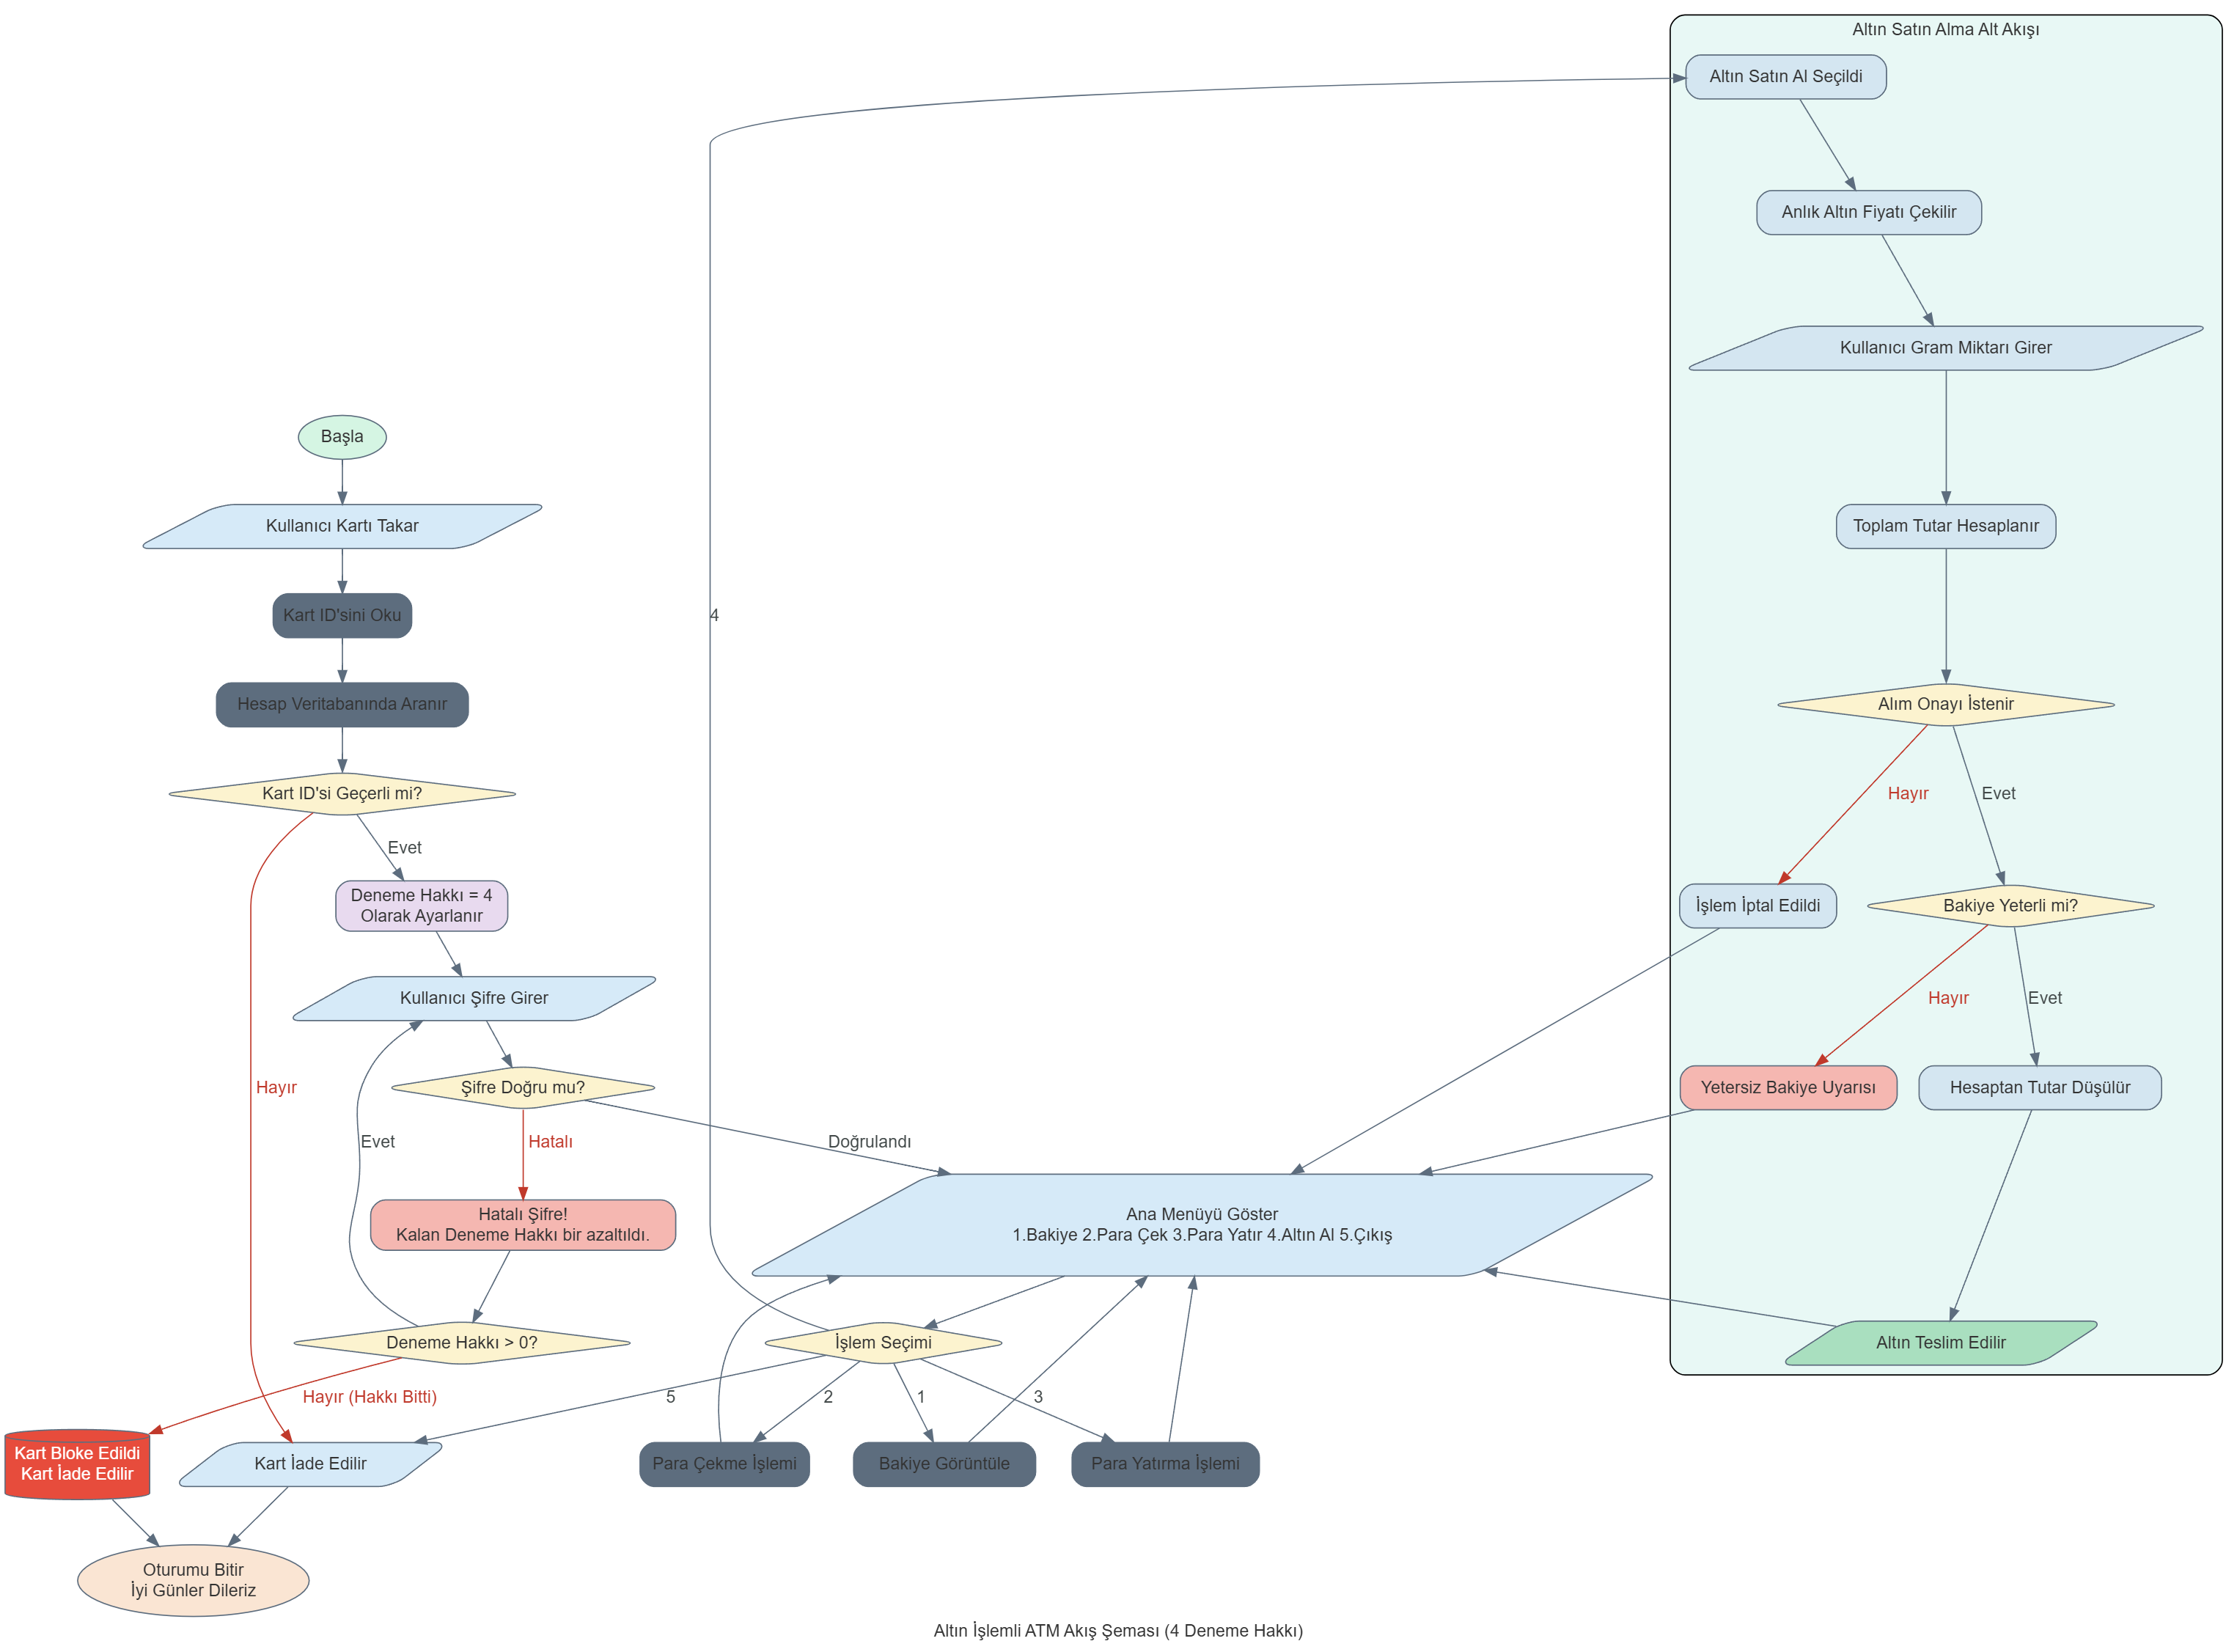 Altın Satın Alma Alt Akışı
Altın Satın Al Seçildi
Anlık Altın Fiyatı Çekilir
Kullanıcı Gram Miktarı Girer
Toplam Tutar Hesaplanır
Alım Onayı İstenir
Hayır
Evet
İşlem İptal Edildi
Bakiye Yeterli mi?
Hayır
Evet
Yetersiz Bakiye Uyarısı
Hesaptan Tutar Düşülür
Altın Teslim Edilir
Başla
Kullanıcı Kartı Takar
Kart ID'sini Oku
Hesap Veritabanında Aranır
Kart ID'si Geçerli mi?
Evet
Hayır
Deneme Hakkı = 4
Olarak Ayarlanır
Kullanıcı Şifre Girer
Şifre Doğru mu?
Evet
Hatalı
Doğrulandı
Hatalı Şifre!
Kalan Deneme Hakkı bir azaltıldı.
Deneme Hakkı > 0?
Hayır (Hakkı Bitti)
Kart Bloke Edildi
Kart İade Edilir
Kart İade Edilir
Oturumu Bitir
İyi Günler Dileriz
4
Ana Menüyü Göster
1.Bakiye 2.Para Çek 3.Para Yatır 4.Altın Al 5.Çıkış
İşlem Seçimi
5
2
1
3
Para Çekme İşlemi
Bakiye Görüntüle
Para Yatırma İşlemi
Altın İşlemli ATM Akış Şeması (4 Deneme Hakkı)